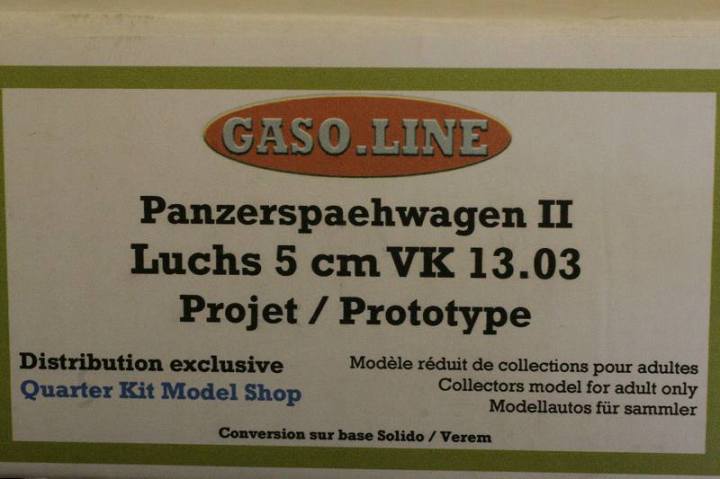 GASO.LINE
Panzerspaehwagen II
Luchs 5 cm VK 13.03
Projet / Prototype
Distribution exclusive
Quarter Kit Model Shop
Modèle réduit de collections pour adultes
Collectors model for adult only
Modellautos für sammler
Conversion sur base Solido / Verem